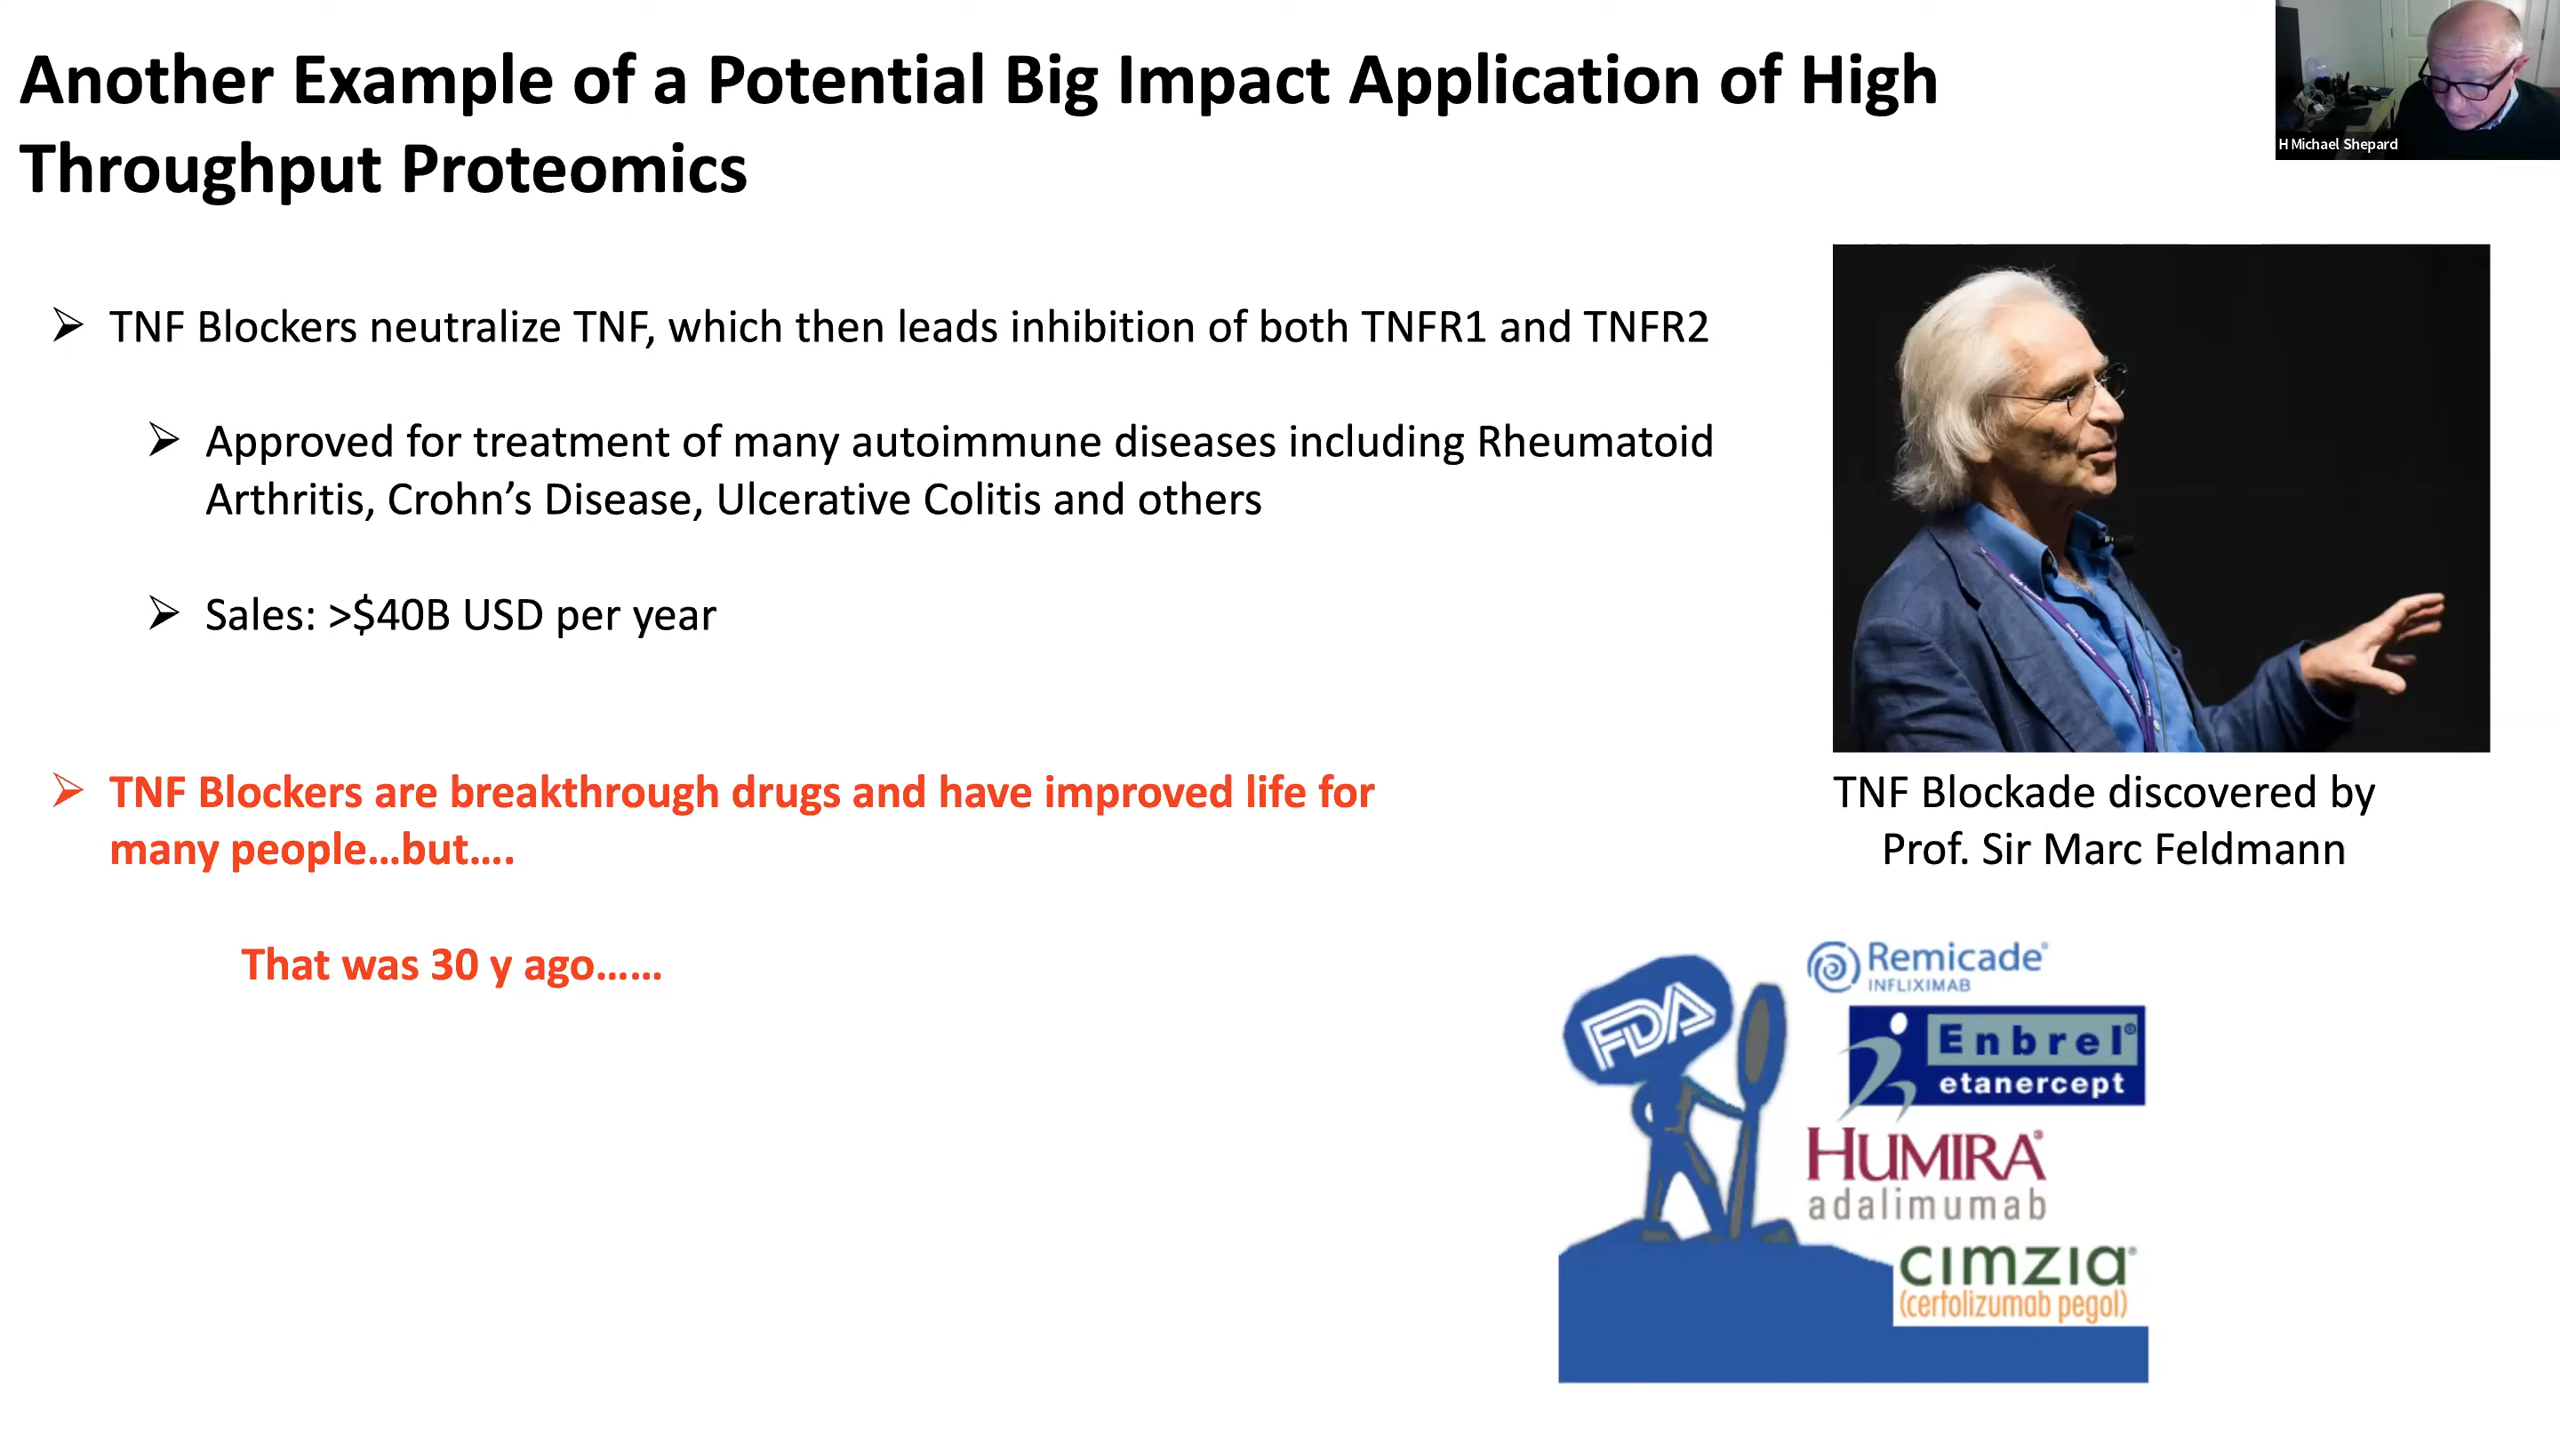 Another Example of a Potential Big Impact Application of High
Throughput Proteomics
H Michael Shepard
➢ TNF Blockers neutralize TNF, which then leads inhibition of both TNFR1 and TNFR2
➢ Approved for treatment of many autoimmune diseases including Rheumatoid
Arthritis, Crohn’s Disease, Ulcerative Colitis and others
➢ Sales: >$40B USD per year
➢ TNF Blockers are breakthrough drugs and have improved life for
many people…but….
That was 30 y ago……
TNF Blockade discovered by
Prof. Sir Marc Feldmann
FDA
Remicade®
INFLIXIMAB
Enbrel®
etanercept
HUMIRA®
adalimumab
cimzia®
(certolizumab pegol)